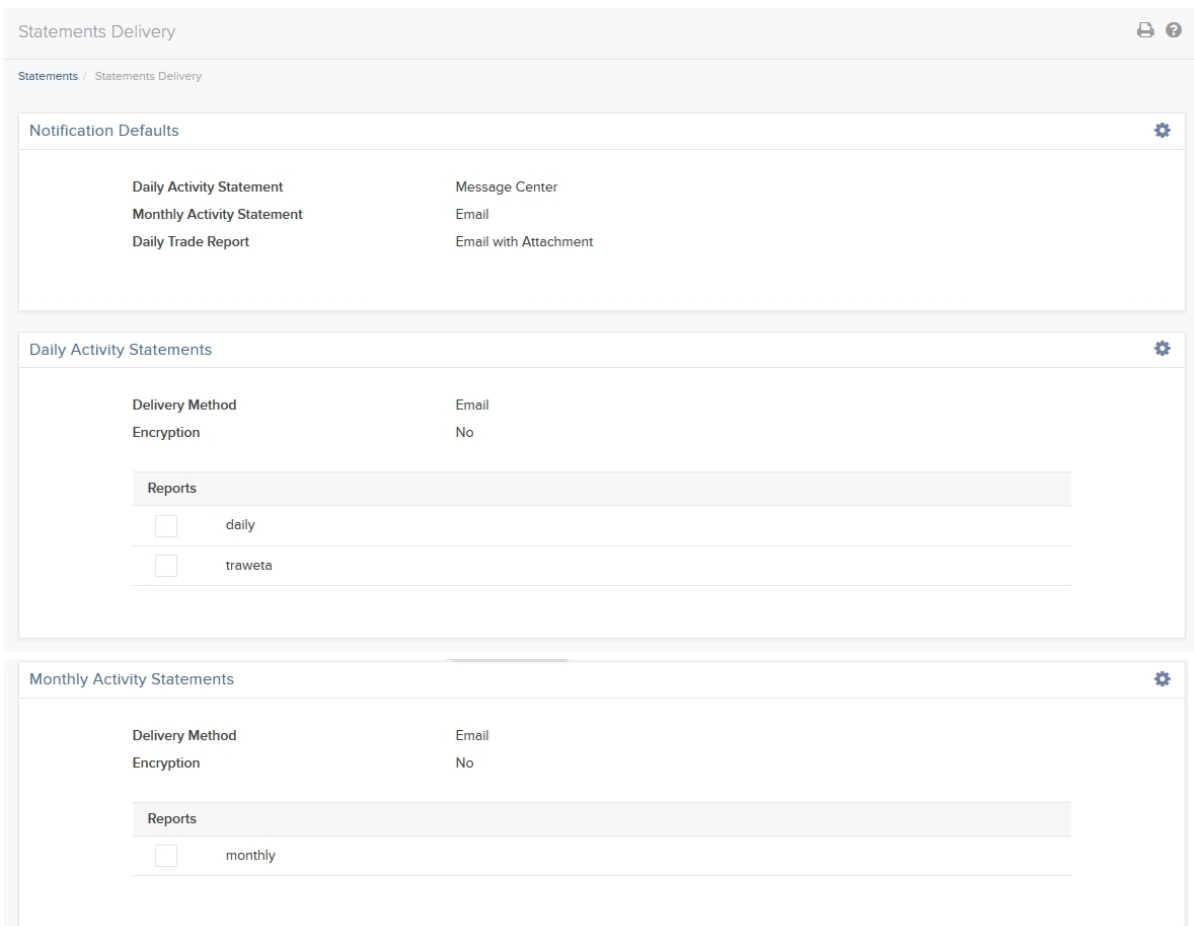 Statements Delivery
Statements / Statements Delivery
Notification Defaults
Daily Activity Statement Message Center
Monthly Activity Statement Email
Daily Trade Report Email with Attachment
Daily Activity Statements
Delivery Method Email
Encryption No
Reports
daily
traweta
Monthly Activity Statements
Delivery Method Email
Encryption No
Reports
monthly